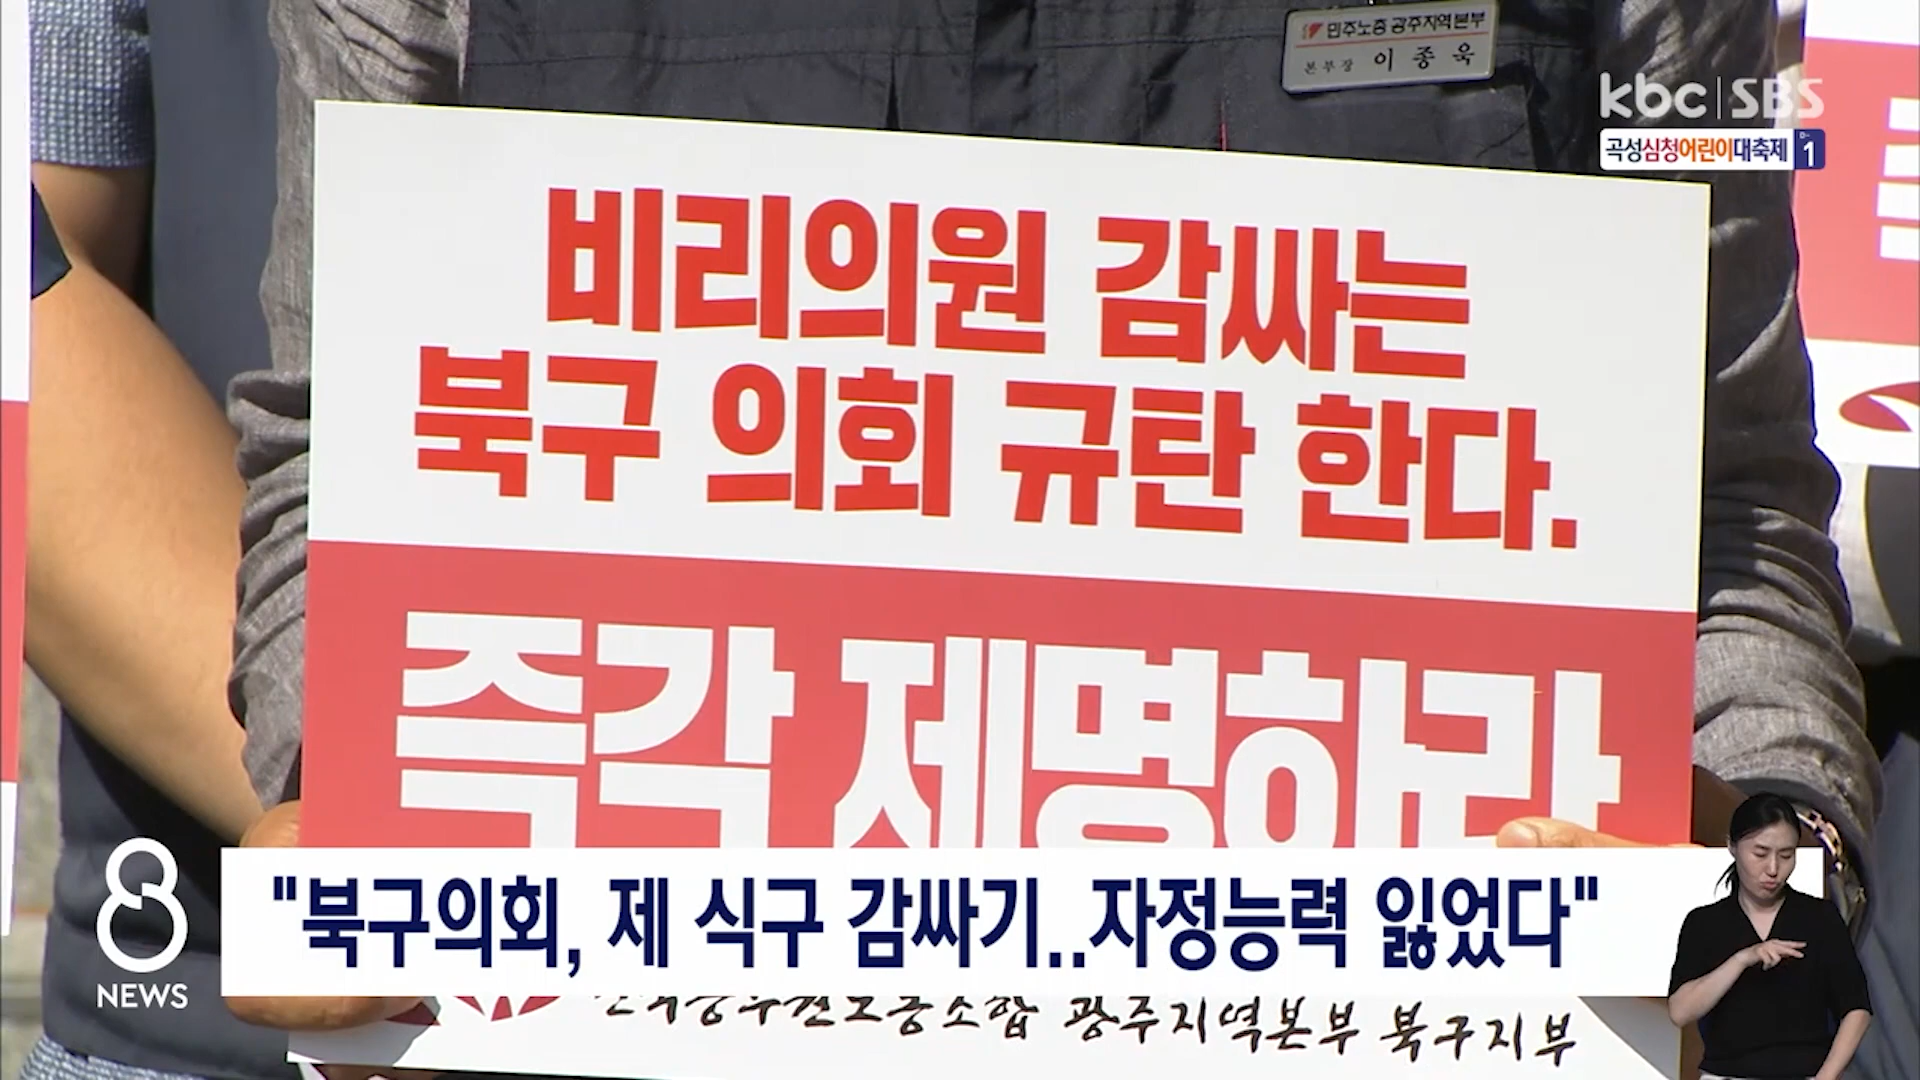 민주노총 광주지역본부
본부장 이종욱
kbc SBS
곡성심청어린이대축제 D-1
비리의원 감싸는
북구 의회 규탄 한다.
즉각 제명하라
"북구의회, 제 식구 감싸기..자정능력 잃었다"
8
NEWS
광주지역본부 북구지부